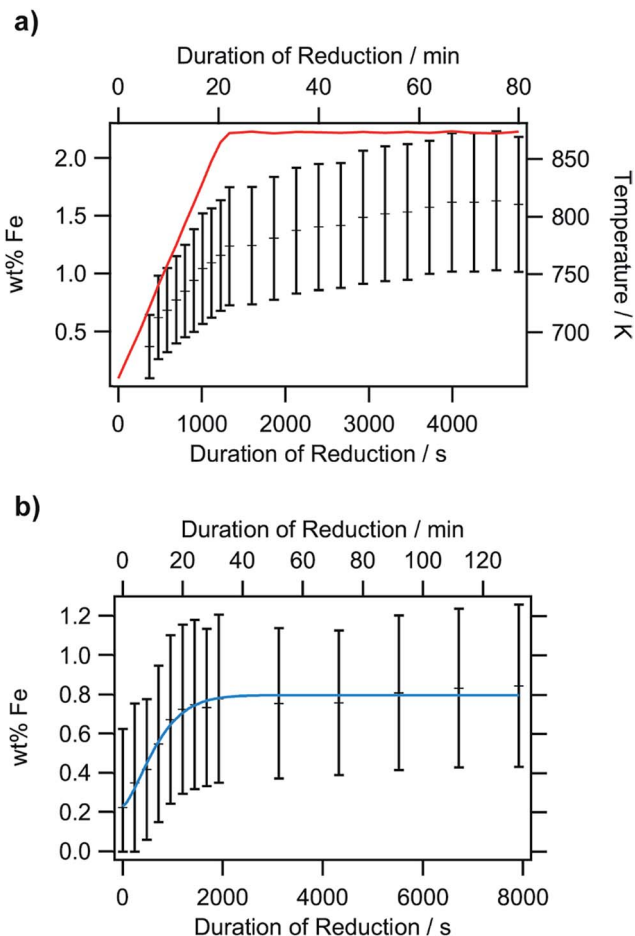 a)
Duration of Reduction / min
0 20 40 60 80
2.0 850
1.5 800
1.0 750
0.5 700
wt% Fe
Temperature / K
0 1000 2000 3000 4000
Duration of Reduction / s
b)
Duration of Reduction / min
0 20 40 60 80 100 120
1.2
1.0
0.8
0.6
0.4
0.2
0.0
wt% Fe
0 2000 4000 6000 8000
Duration of Reduction / s